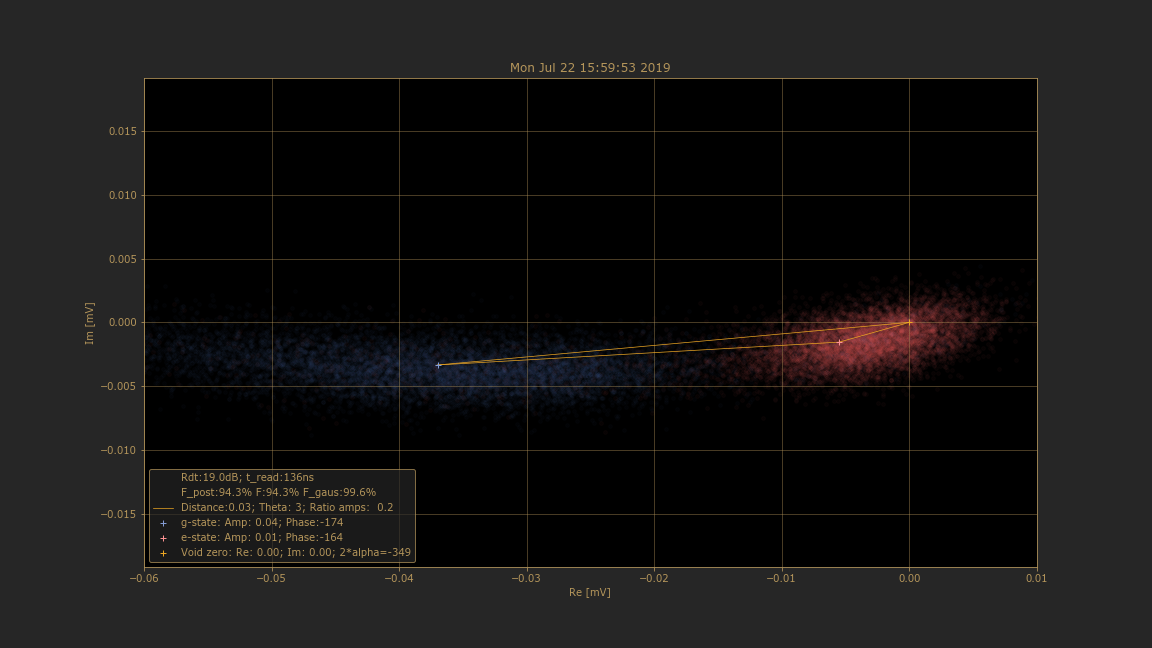 Mon Jul 22 15:59:53 2019
0.015
0.010
0.005
0.000
−0.005
−0.010
−0.015
Im [mV]
Rdt:19.0dB; t_read:136ns
F_post:94.3% F:94.3% F_gaus:99.6%
Distance:0.03; Theta: 3; Ratio amps:  0.2
g-state: Amp: 0.04; Phase:-174
e-state: Amp: 0.01; Phase:-164
Void zero: Re: 0.00; Im: 0.00; 2*alpha=-349
−0.06 −0.05 −0.04 −0.03 −0.02 −0.01 0.00 0.01
Re [mV]